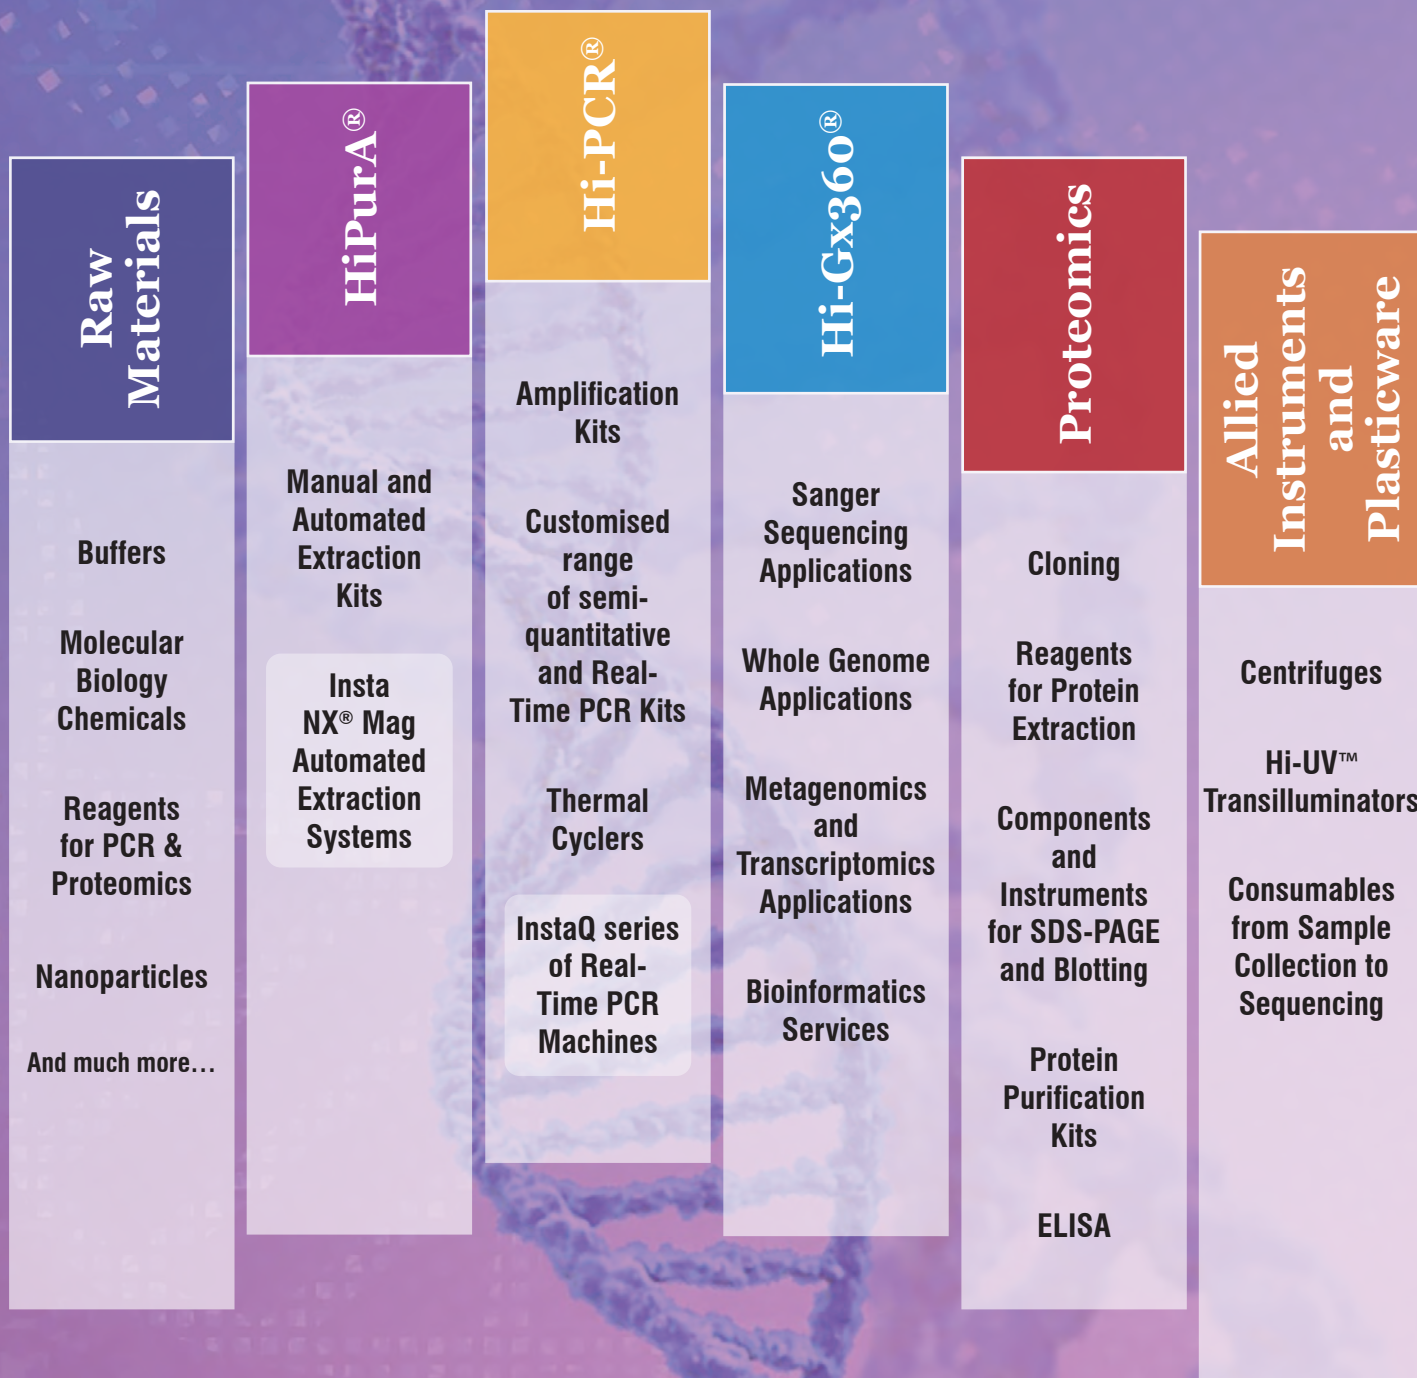 Raw
Materials
Buffers
Molecular
Biology
Chemicals
Reagents
for PCR &
Proteomics
Nanoparticles
And much more…
HiPurA®
Manual and
Automated
Extraction
Kits
Insta
NX® Mag
Automated
Extraction
Systems
Hi-PCR®
Amplification
Kits
Customised
range
of semi-
quantitative
and Real-
Time PCR Kits
Thermal
Cyclers
InstaQ series
of Real-
Time PCR
Machines
Hi-Gx360®
Sanger
Sequencing
Applications
Whole Genome
Applications
Metagenomics
and
Transcriptomics
Applications
Bioinformatics
Services
Proteomics
Cloning
Reagents
for Protein
Extraction
Components
and
Instruments
for SDS-PAGE
and Blotting
Protein
Purification
Kits
ELISA
Allied
Instruments
and
Plasticware
Centrifuges
Hi-UV™
Transilluminators
Consumables
from Sample
Collection to
Sequencing